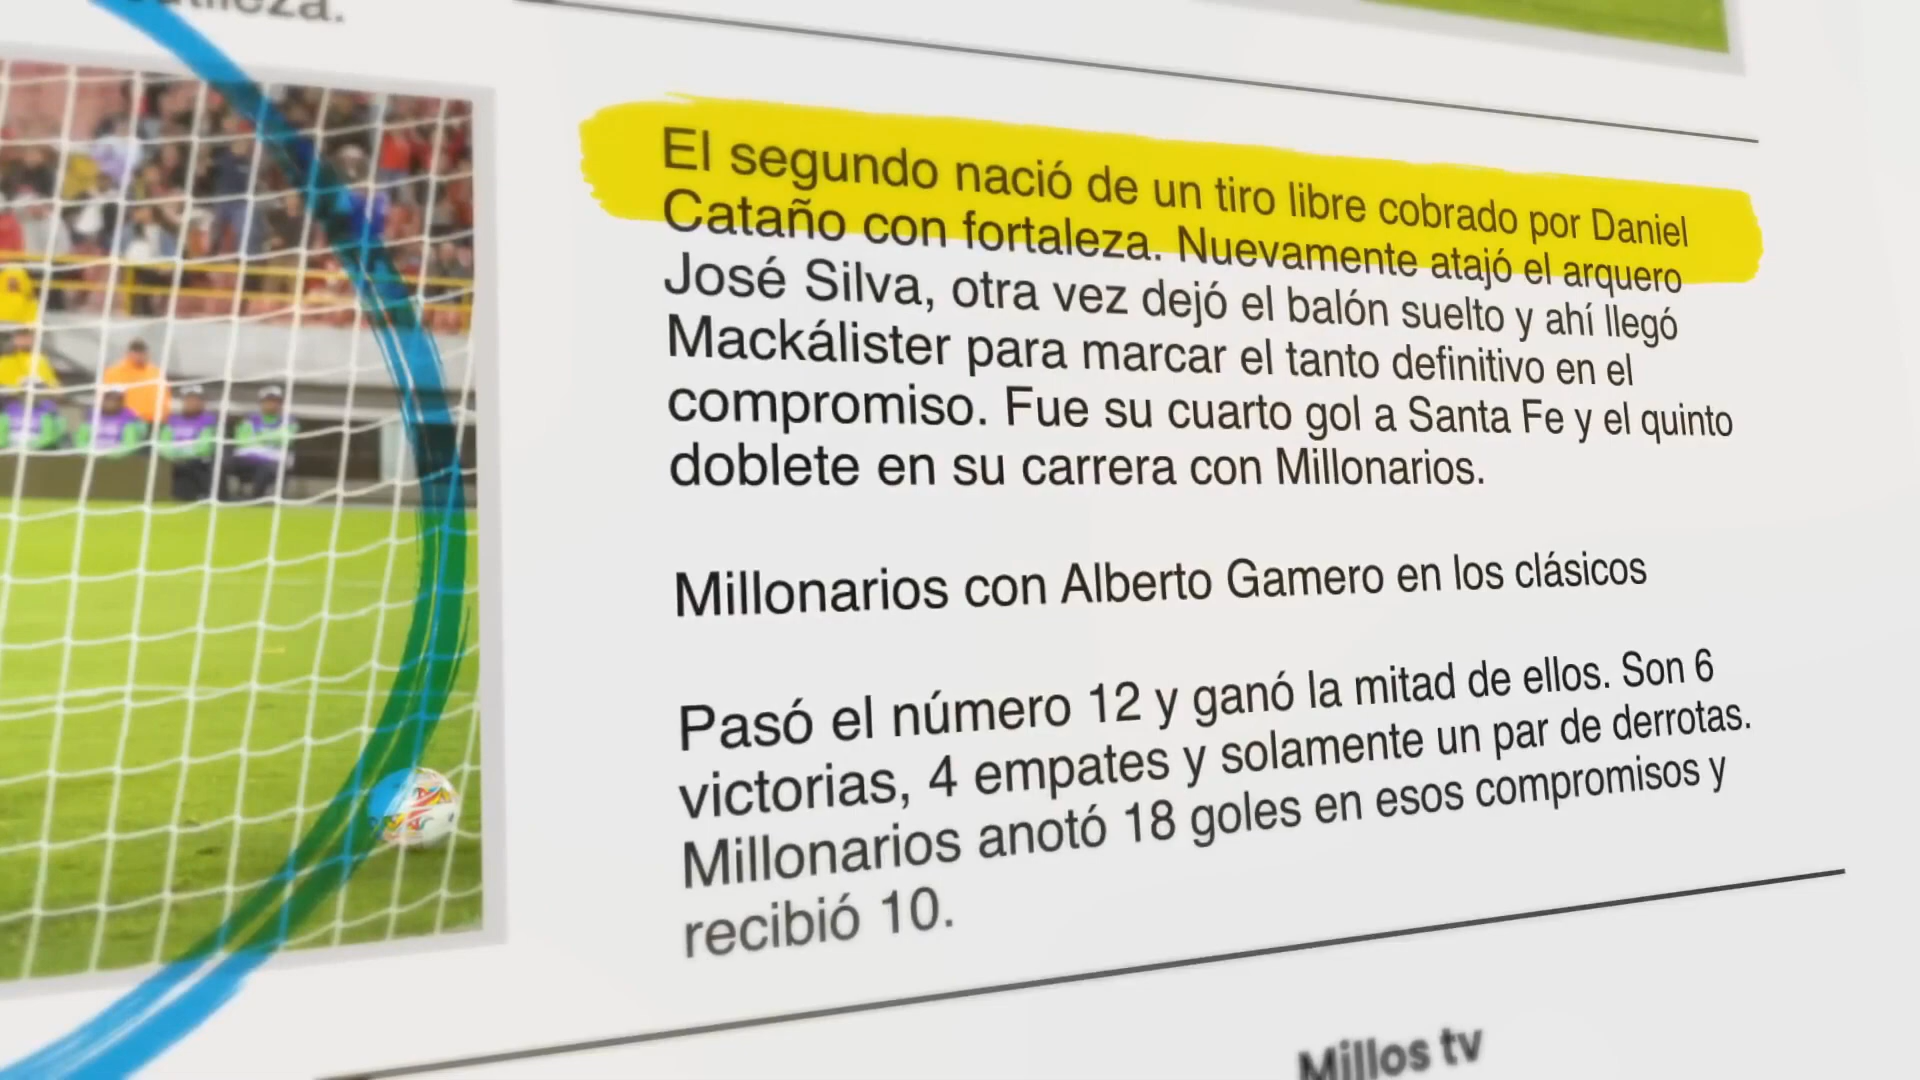 El segundo nació de un tiro libre cobrado por Daniel
Cataño con fortaleza. Nuevamente atajó el arquero
José Silva, otra vez dejó el balón suelto y ahí llegó
Mackálister para marcar el tanto definitivo en el
compromiso. Fue su cuarto gol a Santa Fe y el quinto
doblete en su carrera con Millonarios.
Millonarios con Alberto Gamero en los clásicos
Pasó el número 12 y ganó la mitad de ellos. Son 6
victorias, 4 empates y solamente un par de derrotas.
Millonarios anotó 18 goles en esos compromisos y
recibió 10.
Millos tv